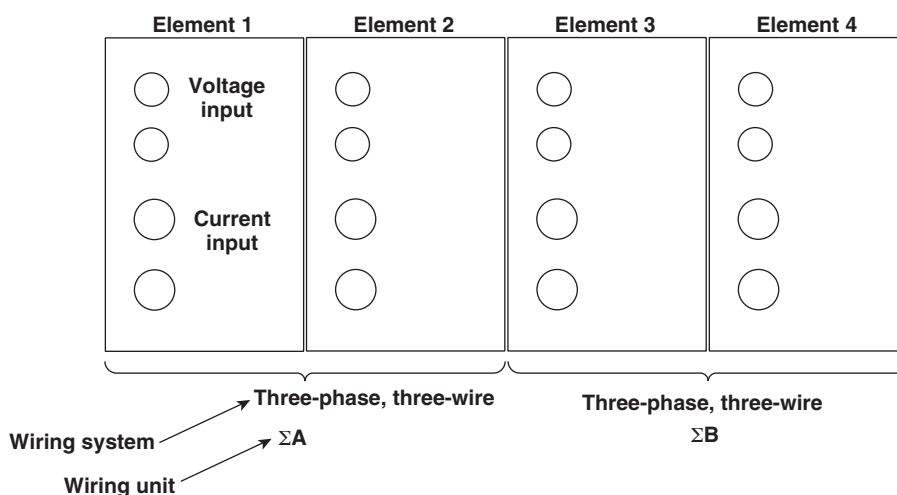 Element 1
Element 2
Element 3
Element 4
Voltage
input
Current
input
Three-phase, three-wire
Three-phase, three-wire
Wiring system
ΣA
ΣB
Wiring unit